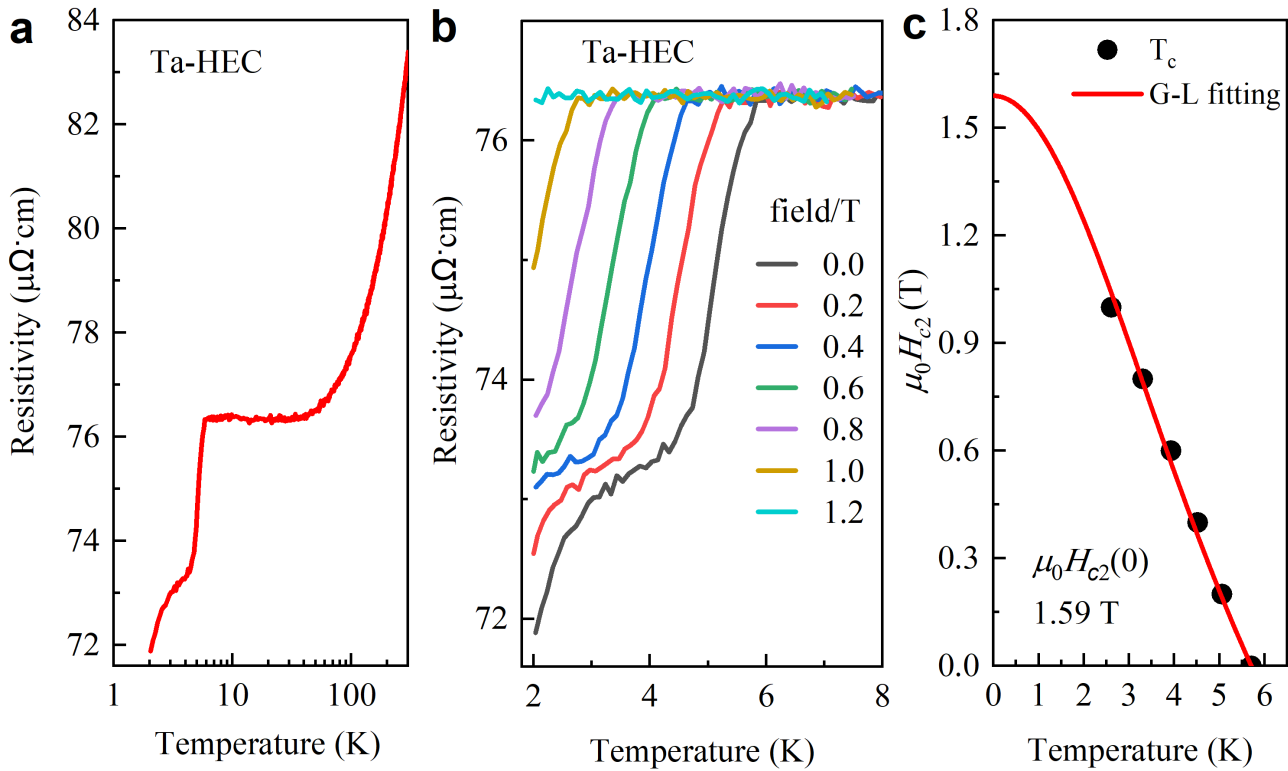 a
Ta-HEC
Resistivity (μΩ·cm)
84
82
80
78
76
74
72
1
10
100
Temperature (K)
b
Ta-HEC
Resistivity (μΩ·cm)
76
74
72
field/T
0.0
0.2
0.4
0.6
0.8
1.0
1.2
2
4
6
8
Temperature (K)
c
T_c
G-L fitting
μ₀H_c2 (T)
1.8
1.5
1.2
0.9
0.6
0.3
0.0
μ₀H_c2(0)
1.59 T
0
1
2
3
4
5
6
Temperature (K)